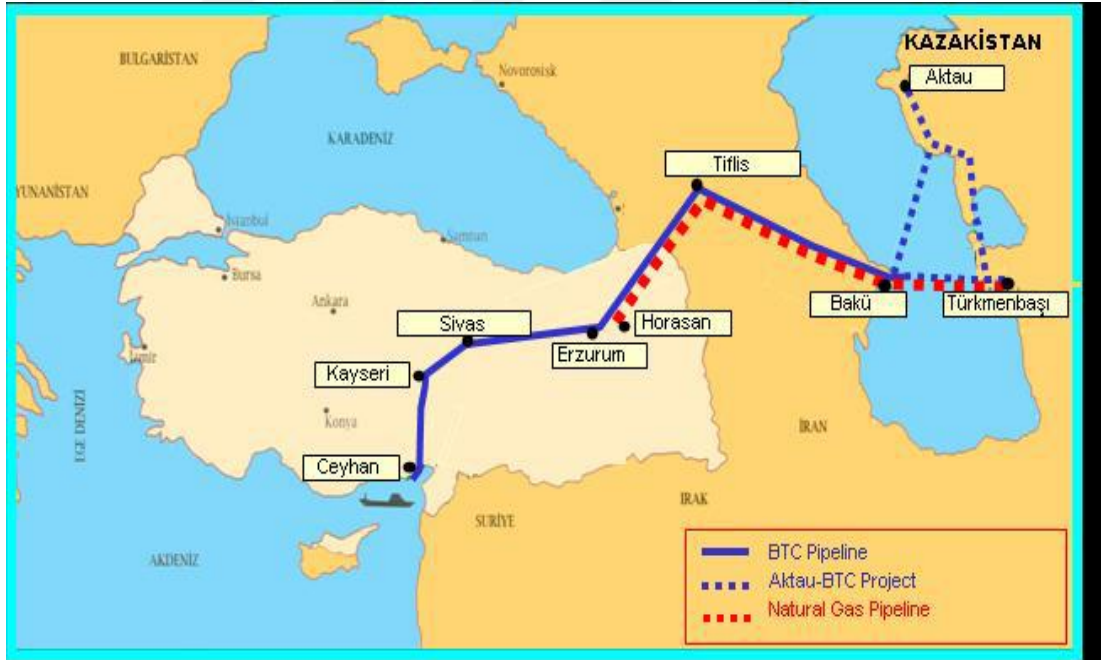 KAZAKİSTAN
Aktau
BULGARİSTAN
Novorosisk
KARADENİZ
Tiflis
YUNANİSTAN
İstanbul
Samsun
Bursa
Ankara
Bakü
Türkmenbaşı
Sivas
Horasan
Erzurum
İzmir
Kayseri
Konya
EGE DENİZİ
İRAN
Ceyhan
IRAK
SURİYE
AKDENİZ
BTC Pipeline
Aktau-BTC Project
Natural Gas Pipeline